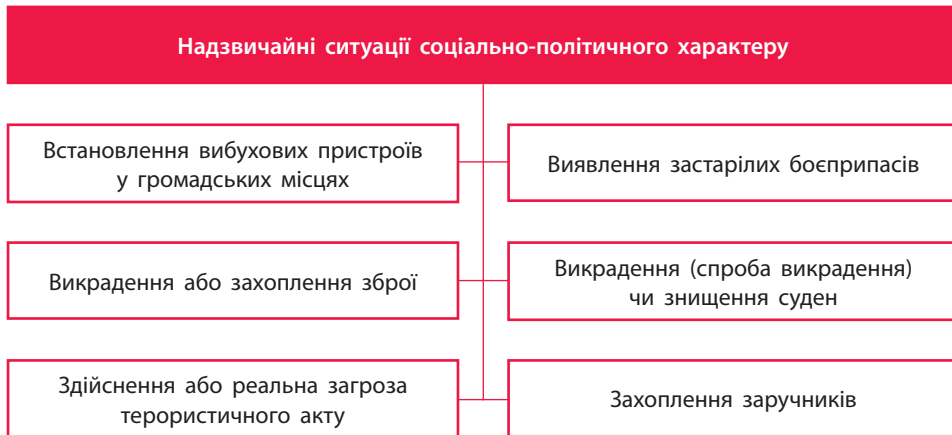 Надзвичайні ситуації соціально-політичного характеру
Встановлення вибухових пристроїв
у громадських місцях
Виявлення застарілих боєприпасів
Викрадення або захоплення зброї
Викрадення (спроба викрадення)
чи знищення суден
Здійснення або реальна загроза
терористичного акту
Захоплення заручників